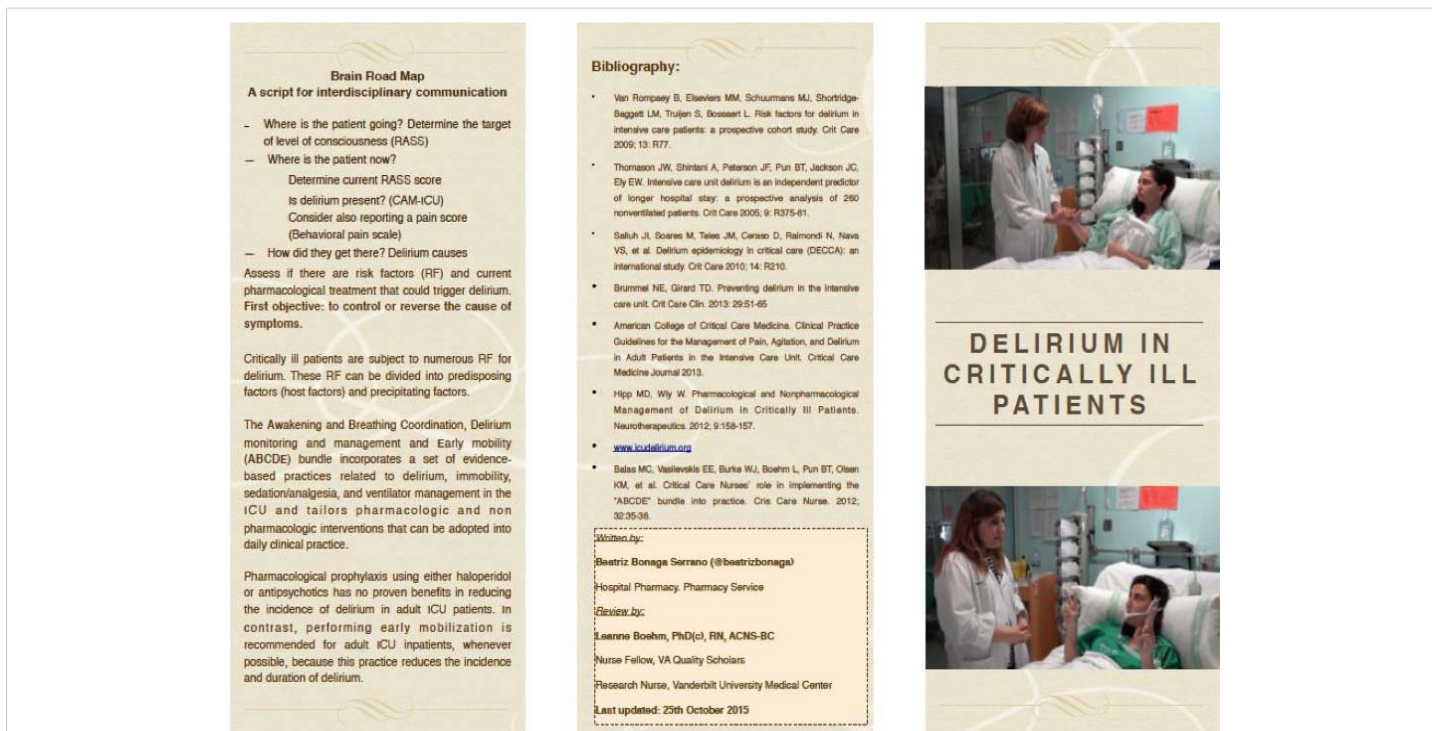 Brain Road Map
A script for interdisciplinary communication
- Where is the patient going? Determine the target
of level of consciousness (RASS)
— Where is the patient now?
Determine current RASS score
Is delirium present? (CAM-ICU)
Consider also reporting a pain score
(Behavioral pain scale)
— How did they get there? Delirium causes
Assess if there are risk factors (RF) and current
pharmacological treatment that could trigger delirium.
First objective: to control or reverse the cause of
symptoms.
Critically ill patients are subject to numerous RF for
delirium. These RF can be divided into predisposing
factors (host factors) and precipitating factors.
The Awakening and Breathing Coordination, Delirium
monitoring and management and Early mobility
(ABCDE) bundle incorporates a set of evidence-
based practices related to delirium, immobility,
sedation/analgesia, and ventilator management in the
ICU and tailors pharmacologic and non
pharmacologic interventions that can be adopted into
daily clinical practice.
Pharmacological prophylaxis using either haloperidol
or antipsychotics has no proven benefits in reducing
the incidence of delirium in adult ICU patients. In
contrast, performing early mobilization is
recommended for adult ICU inpatients, whenever
possible, because this practice reduces the incidence
and duration of delirium.
Bibliography:
• Van Rompaey B, Elseviers MM, Schuurmans MJ, Shortridge-
Baggett LM, Truijen S, Bossaert L. Risk factors for delirium in
intensive care patients: a prospective cohort study. Crit Care
2009; 13: R77.
• Thomason JW, Shintani A, Peterson JF, Pun BT, Jackson JC,
Ely EW. Intensive care unit delirium is an independent predictor
of longer hospital stay: a prospective analysis of 260
nonventilated patients. Crit Care 2005; 9: R375-81.
• Salluh JI, Soares M, Teles JM, Ceraso D, Raimondi N, Nava
VS, et al. Delirium epidemiology in critical care (DECCA): an
international study. Crit Care 2010; 14: R210.
• Brummel NE, Girard TD. Preventing delirium in the intensive
care unit. Crit Care Clin. 2013: 29:51-65
• American College of Critical Care Medicine. Clinical Practice
Guidelines for the Management of Pain, Agitation, and Delirium
in Adult Patients in the Intensive Care Unit. Critical Care
Medicine Journal 2013.
• Hipp MD, Wly W. Pharmacological and Nonpharmacological
Management of Delirium in Critically Ill Patients.
Neurotherapeutics. 2012; 9:158-157.
• www.icudelirium.org
• Balas MC, Vasilevskis EE, Burke WJ, Boehm L, Pun BT, Olsen
KM, et al. Critical Care Nurses' role in implementing the
"ABCDE" bundle into practice. Cris Care Nurse. 2012;
32:35-38.
Written by:
Beatriz Bonaga Serrano (@beatrizbonaga)
Hospital Pharmacy. Pharmacy Service
Review by:
Leanne Boehm, PhD(c), RN, ACNS-BC
Nurse Fellow, VA Quality Scholars
Research Nurse, Vanderbilt University Medical Center
Last updated: 25th October 2015
DELIRIUM IN
CRITICALLY ILL
PATIENTS